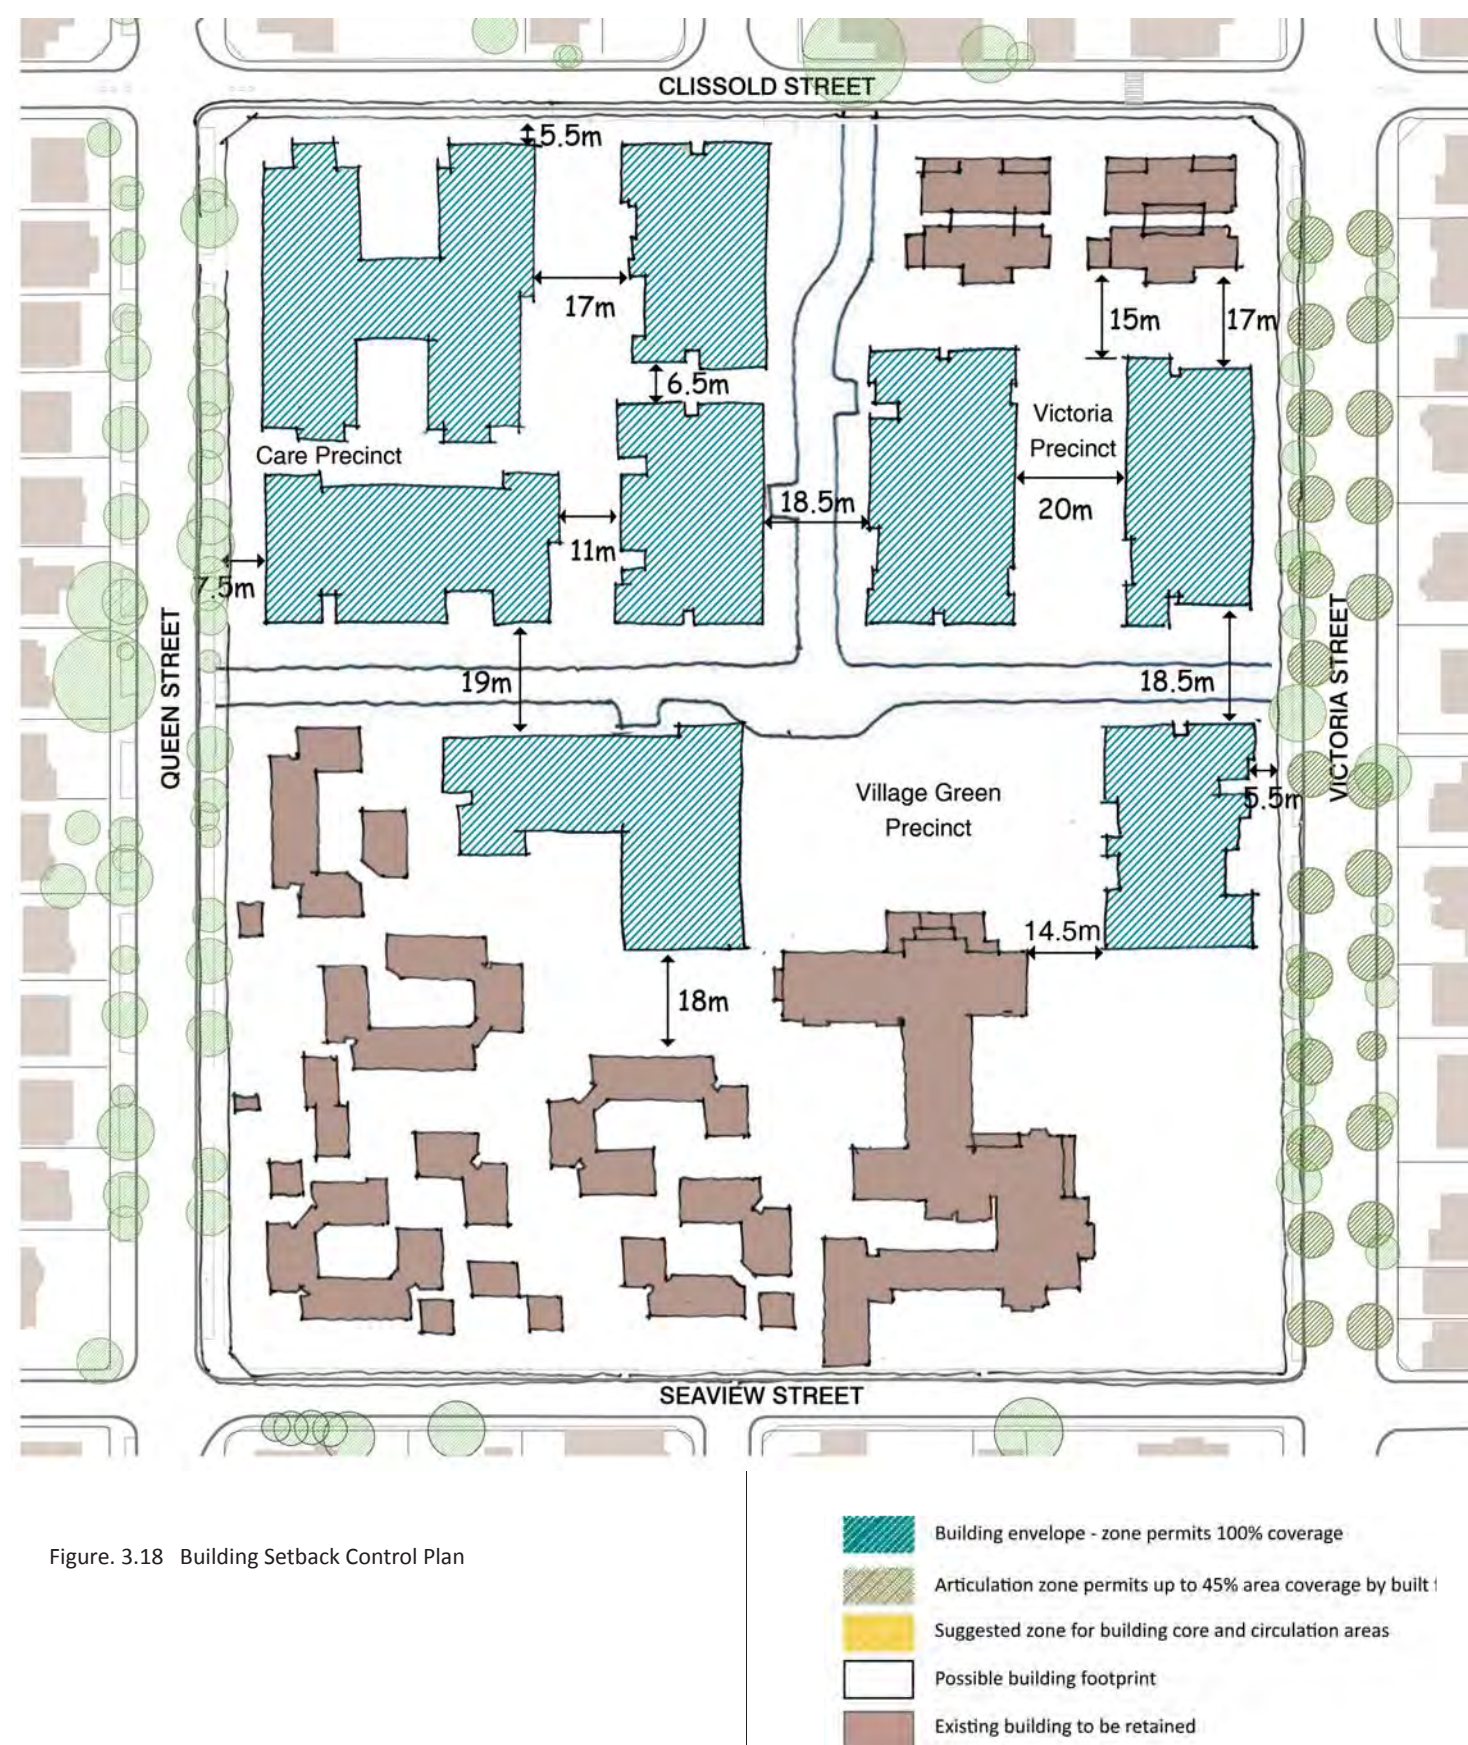 CLISSOLD STREET
5.5m
17m
15m
17m
6.5m
Victoria
Precinct
Care Precinct
18.5m
20m
11m
7.5m
QUEEN STREET
VICTORIA STREET
19m
18.5m
5.5m
Village Green
Precinct
14.5m
18m
SEAVIEW STREET
Figure. 3.18 Building Setback Control Plan
Building envelope - zone permits 100% coverage
Articulation zone permits up to 45% area coverage by built
Suggested zone for building core and circulation areas
Possible building footprint
Existing building to be retained